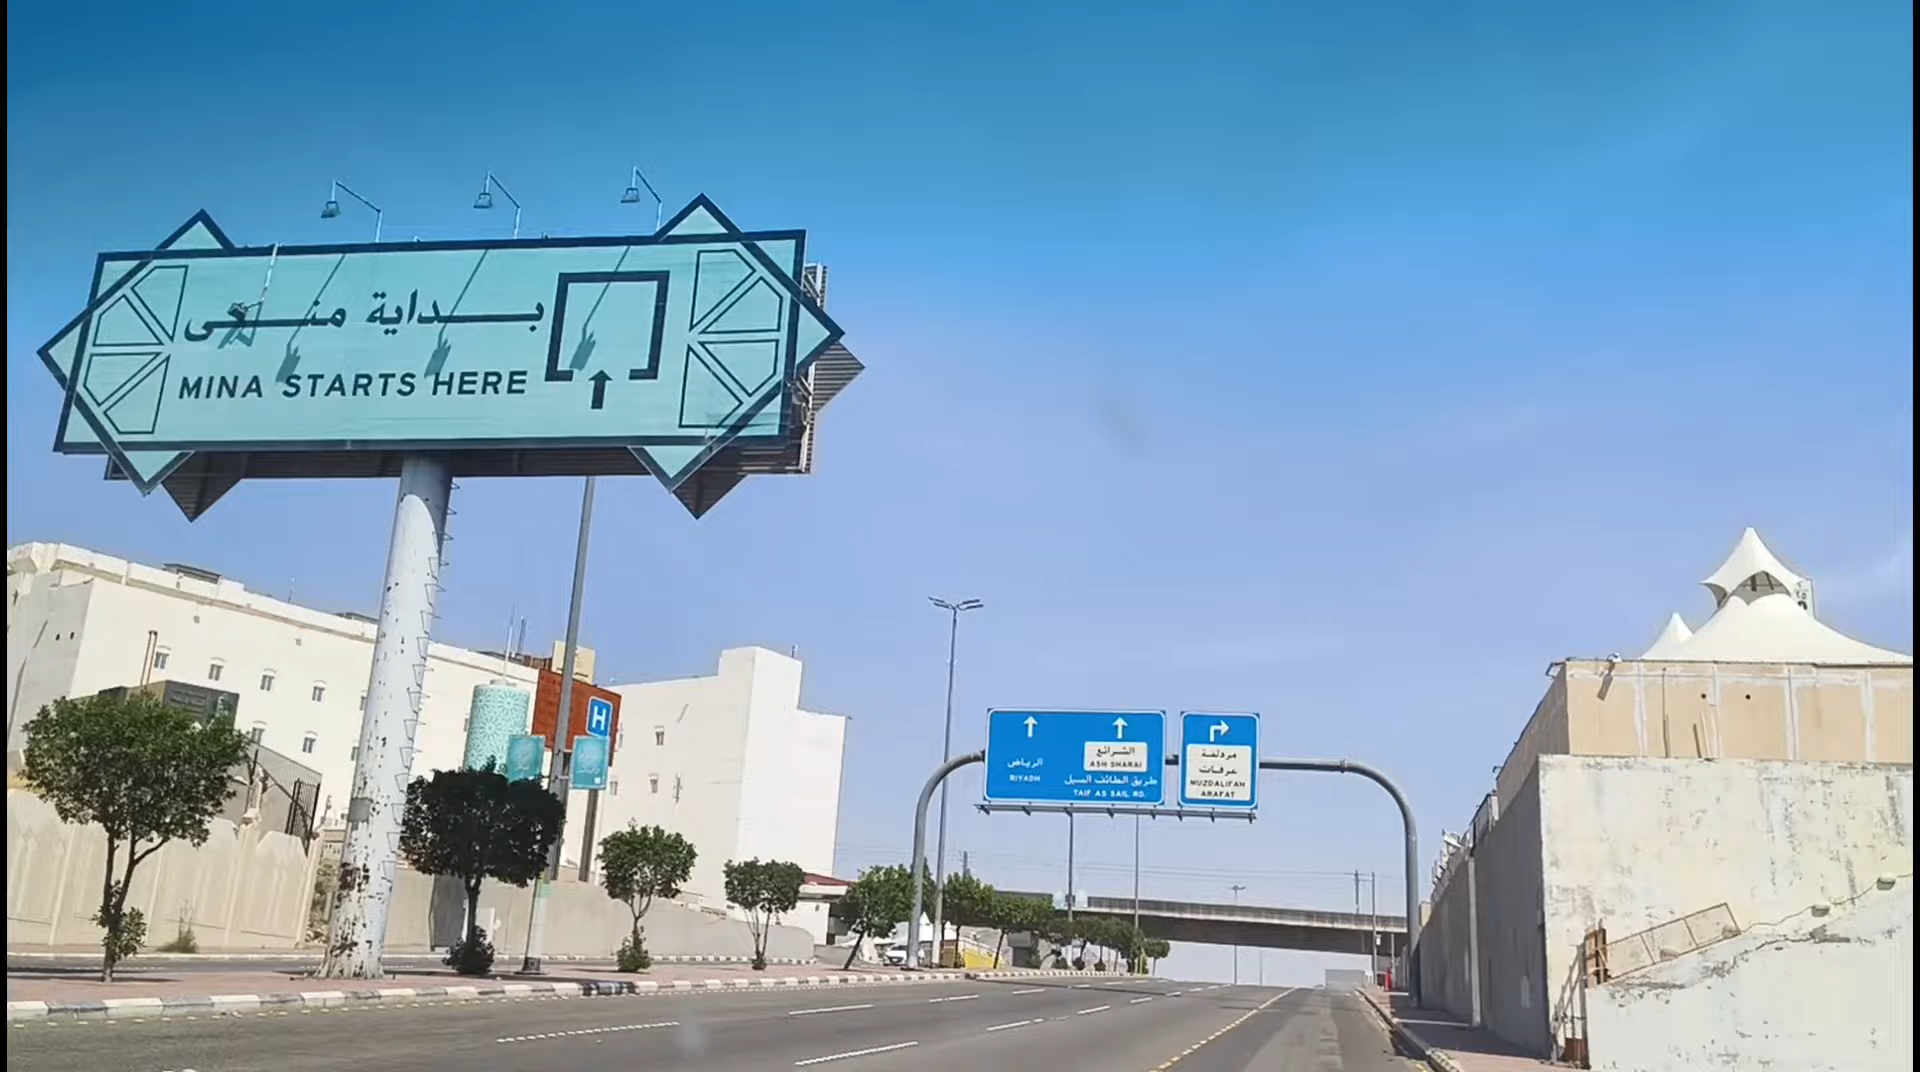 بداية منى
MINA STARTS HERE
H
الرياض
RIYADH
الشرائع
ASH SHARAI
طريق الطائف السيل
TAIF AS SAIL RD.
مزدلفة
عرفات
MUZDALIFAH
ARAFAT